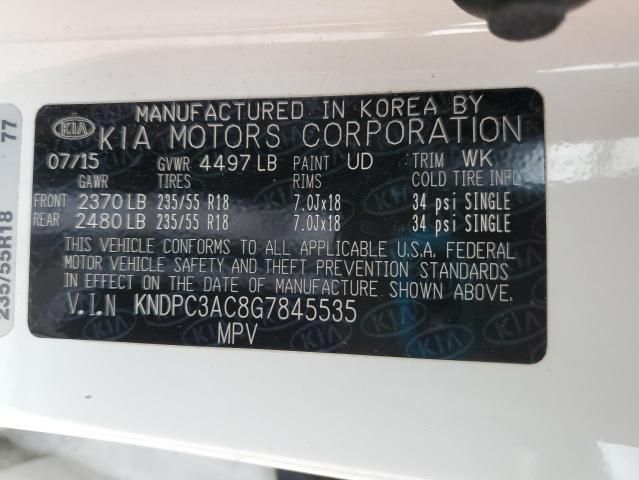 MANUFACTURED IN KOREA BY
KIA KIA MOTORS CORPORATION
07/15 GVWR 4497 LB PAINT UD TRIM WK
GAWR TIRES RIMS COLD TIRE INFL
FRONT 2370 LB 235/55 R18 7.0Jx18 34 psi SINGLE
REAR 2480 LB 235/55 R18 7.0Jx18 34 psi SINGLE
THIS VEHICLE CONFORMS TO ALL APPLICABLE U.S.A. FEDERAL
MOTOR VEHICLE SAFETY AND THEFT PREVENTION STANDARDS
IN EFFECT ON THE DATE OF MANUFACTURE SHOWN ABOVE.
V.I.N KNDPC3AC8G7845535
MPV
235/55R18 77